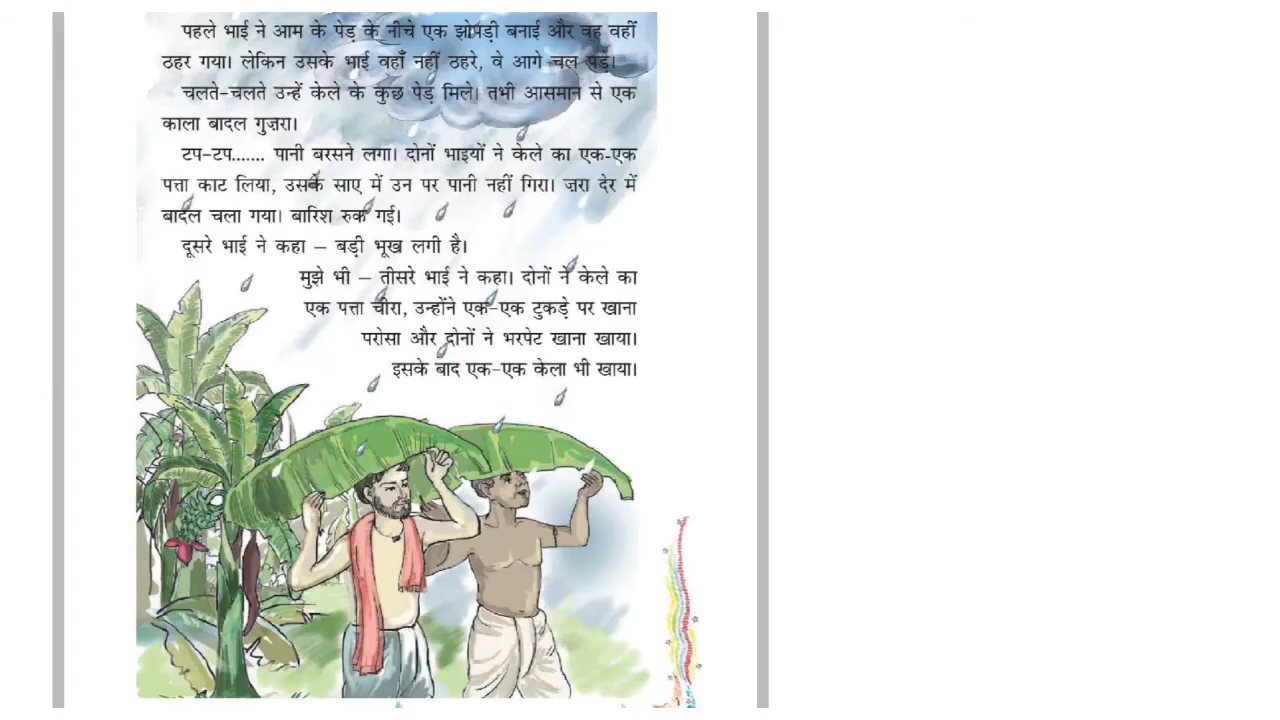 पहले भाई ने आम के पेड़ के नीचे एक झोंपड़ी बनाई और वह वहीं
ठहर गया। लेकिन उसके भाई वहाँ नहीं ठहरे, वे आगे चल पड़े।
चलते-चलते उन्हें केले के कुछ पेड़ मिले। तभी आसमान से एक
काला बादल गुज़रा।
टप-टप....... पानी बरसने लगा। दोनों भाइयों ने केले का एक-एक
पत्ता काट लिया, उसके साए में उन पर पानी नहीं गिरा। ज़रा देर में
बादल चला गया। बारिश रुक गई।
दूसरे भाई ने कहा – बड़ी भूख लगी है।
मुझे भी – तीसरे भाई ने कहा। दोनों ने केले का
एक पत्ता चीरा, उन्होंने एक-एक टुकड़े पर खाना
परोसा और दोनों ने भरपेट खाना खाया।
इसके बाद एक-एक केला भी खाया।